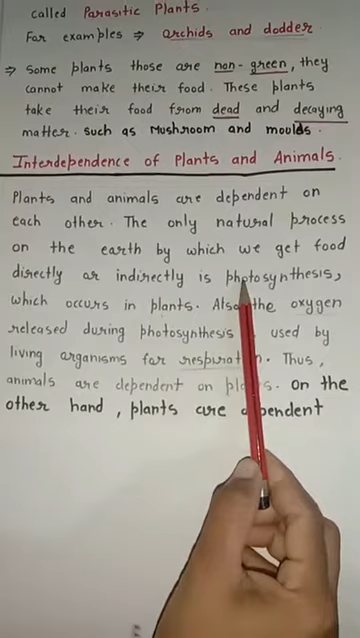 called Parasitic Plants.
For examples ⇒ orchids and dodder.
⇒ Some plants those are non-green, they
cannot make their food. These plants
take their food from dead and decaying
matter. such as Mushroom and moulds.
Interdependence of Plants and Animals.
Plants and animals are dependent on
each other. The only natural process
on the earth by which we get food
directly or indirectly is photosynthesis,
which occurs in plants. Also the oxygen
released during photosynthesis used by
living organisms for Thus,
animals are dependent on on the
other hand, plants are